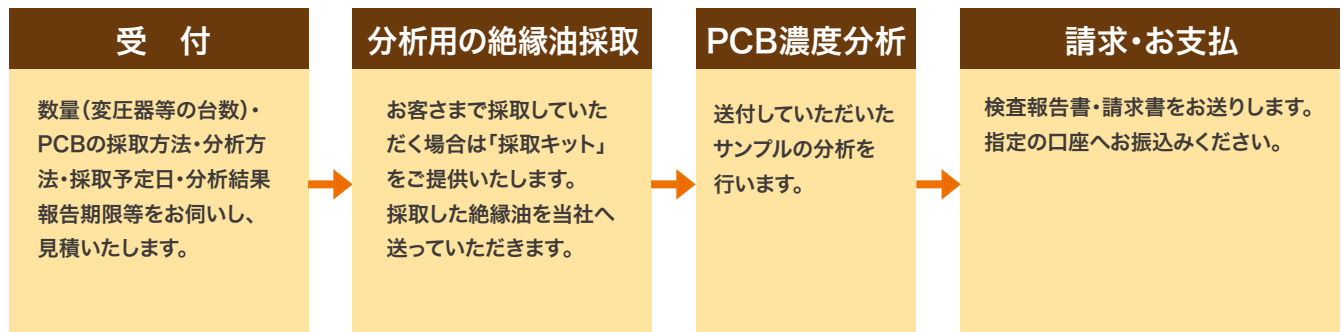 受　付
数量(変圧器等の台数)・
PCBの採取方法・分析方
法・採取予定日・分析結果
報告期限等をお伺いし、
見積いたします。
分析用の絶縁油採取
お客さまで採取していた
だく場合は「採取キット」
をご提供いたします。
採取した絶縁油を当社へ
送っていただきます。
PCB濃度分析
送付していただいた
サンプルの分析を
行います。
請求・お支払
検査報告書・請求書をお送りします。
指定の口座へお振込みください。